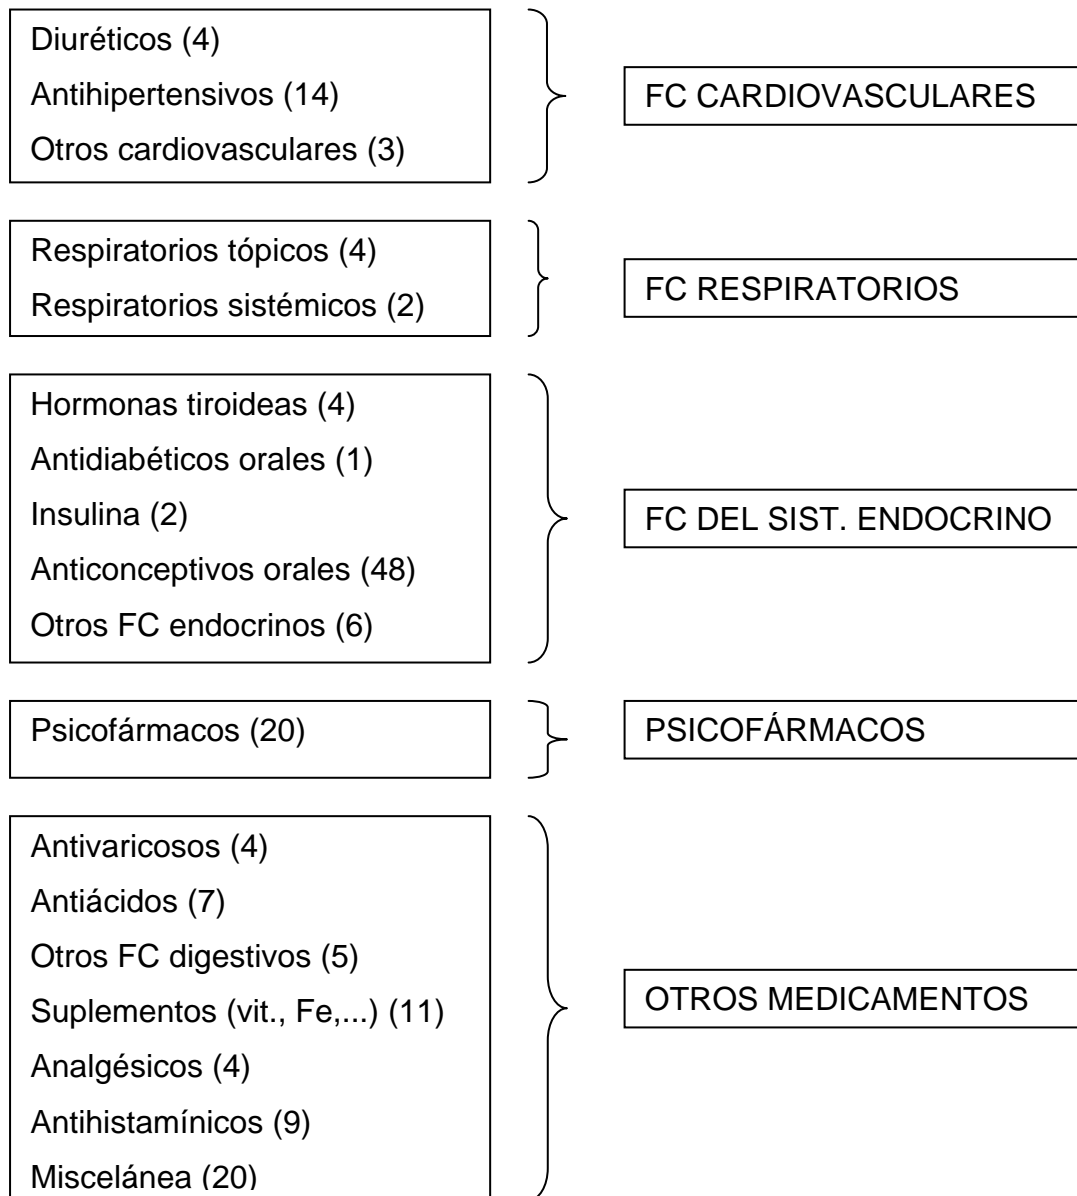 Diuréticos (4)
Antihipertensivos (14)
Otros cardiovasculares (3)
FC CARDIOVASCULARES
Respiratorios tópicos (4)
Respiratorios sistémicos (2)
FC RESPIRATORIOS
Hormonas tiroideas (4)
Antidiabéticos orales (1)
Insulina (2)
Anticonceptivos orales (48)
Otros FC endocrinos (6)
FC DEL SIST. ENDOCRINO
Psicofármacos (20)
PSICOFÁRMACOS
Antivaricosos (4)
Antiácidos (7)
Otros FC digestivos (5)
Suplementos (vit., Fe,...) (11)
Analgésicos (4)
Antihistamínicos (9)
Miscelánea (20)
OTROS MEDICAMENTOS